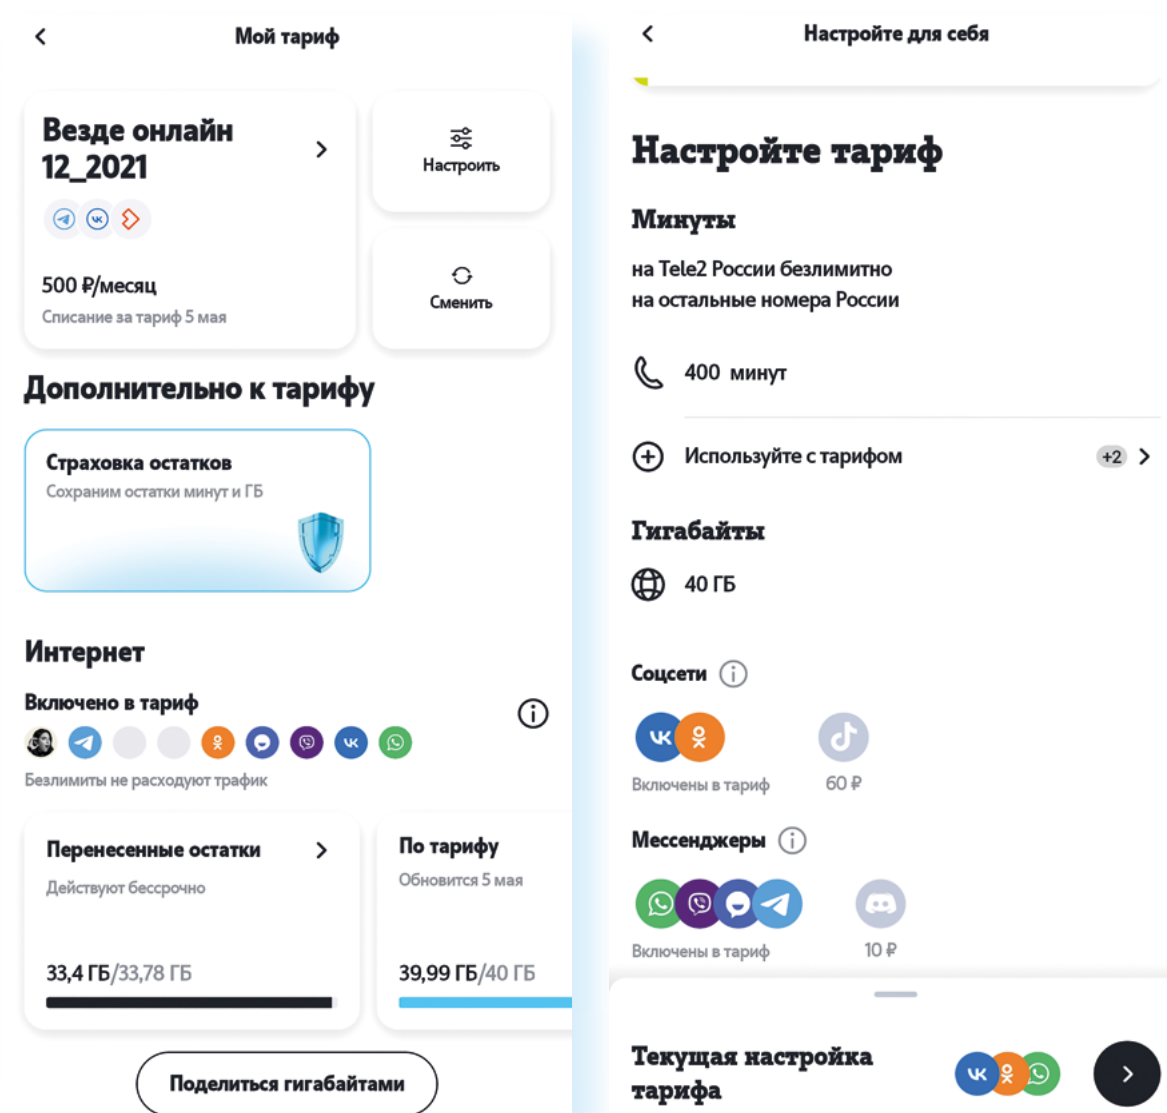 Мой тариф
Везде онлайн
12_2021
500 ₽/месяц
Списание за тариф 5 мая
Настроить
Сменить
Дополнительно к тарифу
Страховка остатков
Сохраним остатки минут и ГБ
Интернет
Включено в тариф
Безлимиты не расходуют трафик
Перенесенные остатки
Действуют бессрочно
33,4 ГБ/33,78 ГБ
По тарифу
Обновится 5 мая
39,99 ГБ/40 ГБ
Поделиться гигабайтами
Настройте для себя
Настройте тариф
Минуты
на Tele2 России безлимитно
на остальные номера России
400 минут
Используйте с тарифом
+2
Гигабайты
40 ГБ
Соцсети
Включены в тариф
60 ₽
Мессенджеры
Включены в тариф
10 ₽
Текущая настройка
тарифа